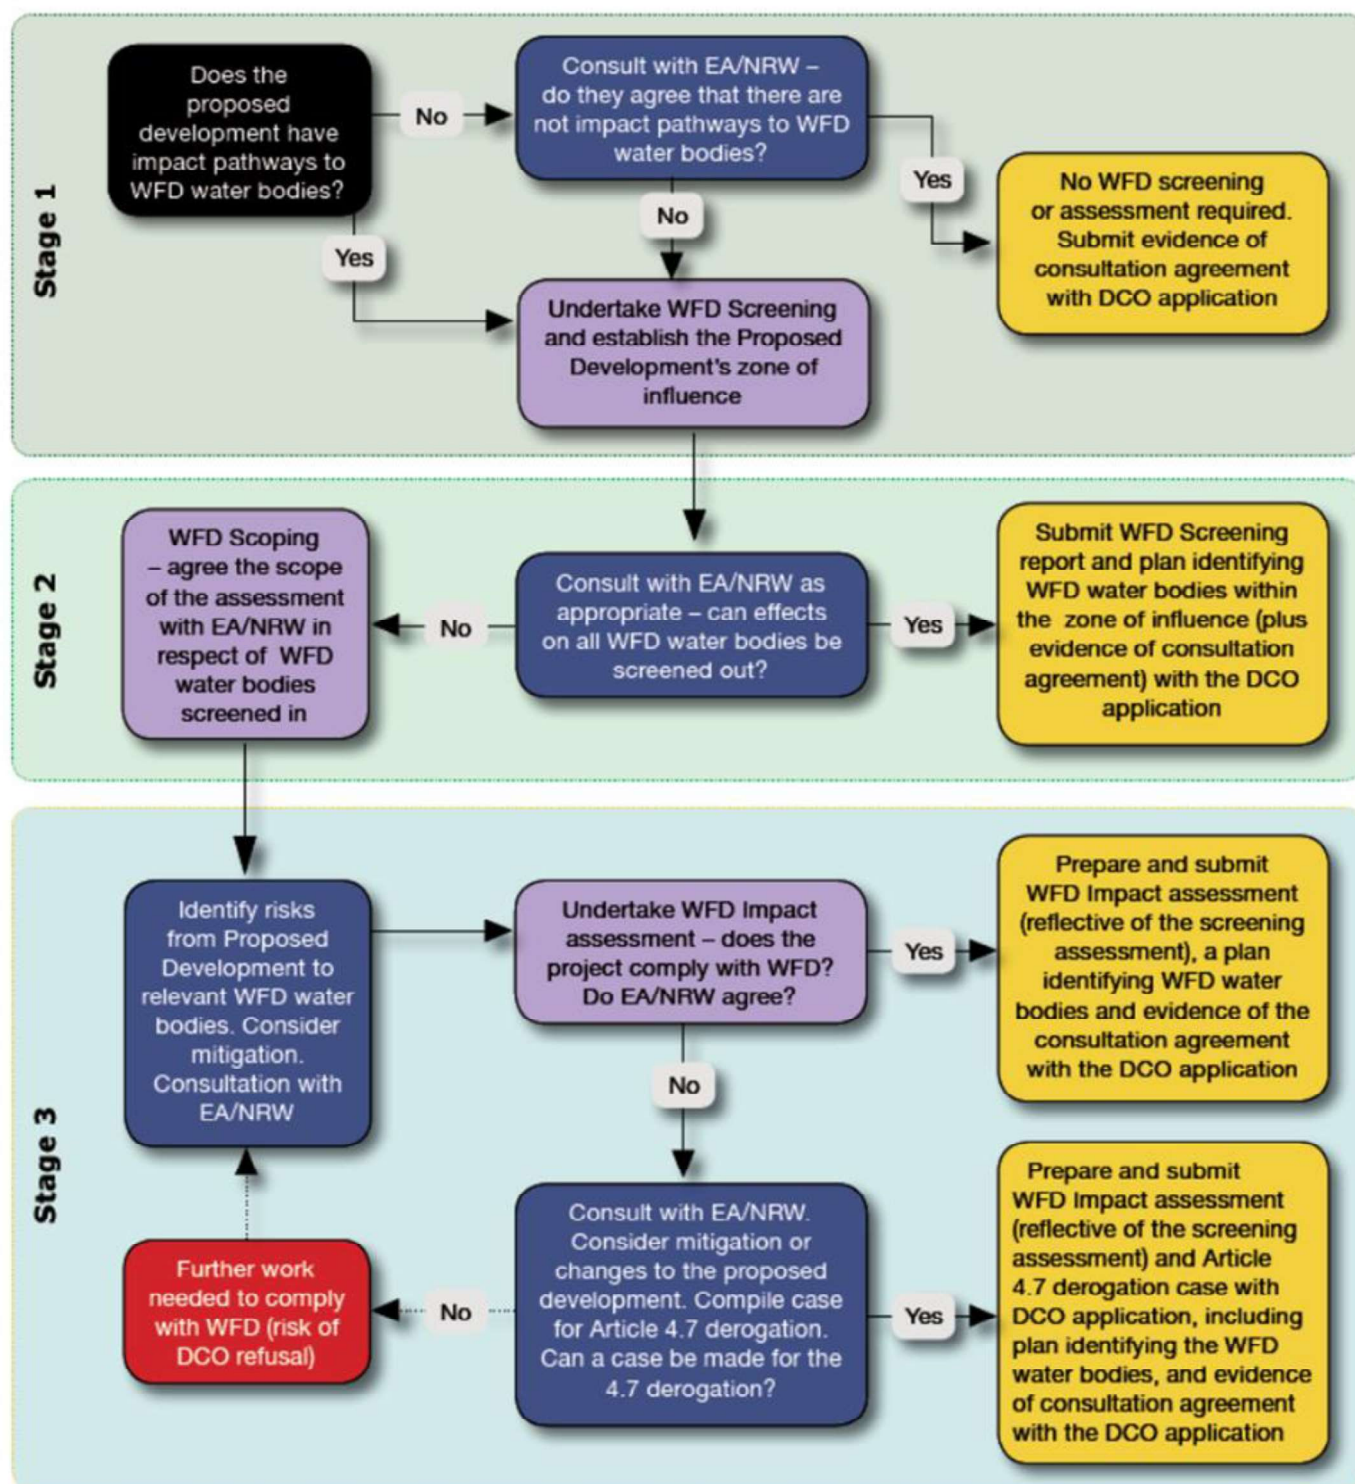 Stage 1
Does the
proposed
development have
impact pathways to
WFD water bodies?
No
Consult with EA/NRW –
do they agree that there are
not impact pathways to WFD
water bodies?
Yes
No WFD screening
or assessment required.
Submit evidence of
consultation agreement
with DCO application
No
Yes
Undertake WFD Screening
and establish the Proposed
Development's zone of
influence
Stage 2
WFD Scoping
– agree the scope
of the assessment
with EA/NRW in
respect of WFD
water bodies
screened in
No
Consult with EA/NRW as
appropriate – can effects
on all WFD water bodies be
screened out?
Yes
Submit WFD Screening
report and plan identifying
WFD water bodies within
the zone of influence (plus
evidence of consultation
agreement) with the DCO
application
Stage 3
Identify risks
from Proposed
Development to
relevant WFD water
bodies. Consider
mitigation.
Consultation with
EA/NRW
Undertake WFD Impact
assessment – does the
project comply with WFD?
Do EA/NRW agree?
Yes
Prepare and submit
WFD Impact assessment
(reflective of the screening
assessment), a plan
identifying WFD water
bodies and evidence of the
consultation agreement
with the DCO application
No
Further work
needed to comply
with WFD (risk of
DCO refusal)
No
Consult with EA/NRW.
Consider mitigation or
changes to the proposed
development. Compile case
for Article 4.7 derogation.
Can a case be made for the
4.7 derogation?
Yes
Prepare and submit
WFD Impact assessment
(reflective of the screening
assessment) and Article
4.7 derogation case with
DCO application, including
plan identifying the WFD
water bodies, and evidence
of consultation agreement
with the DCO application